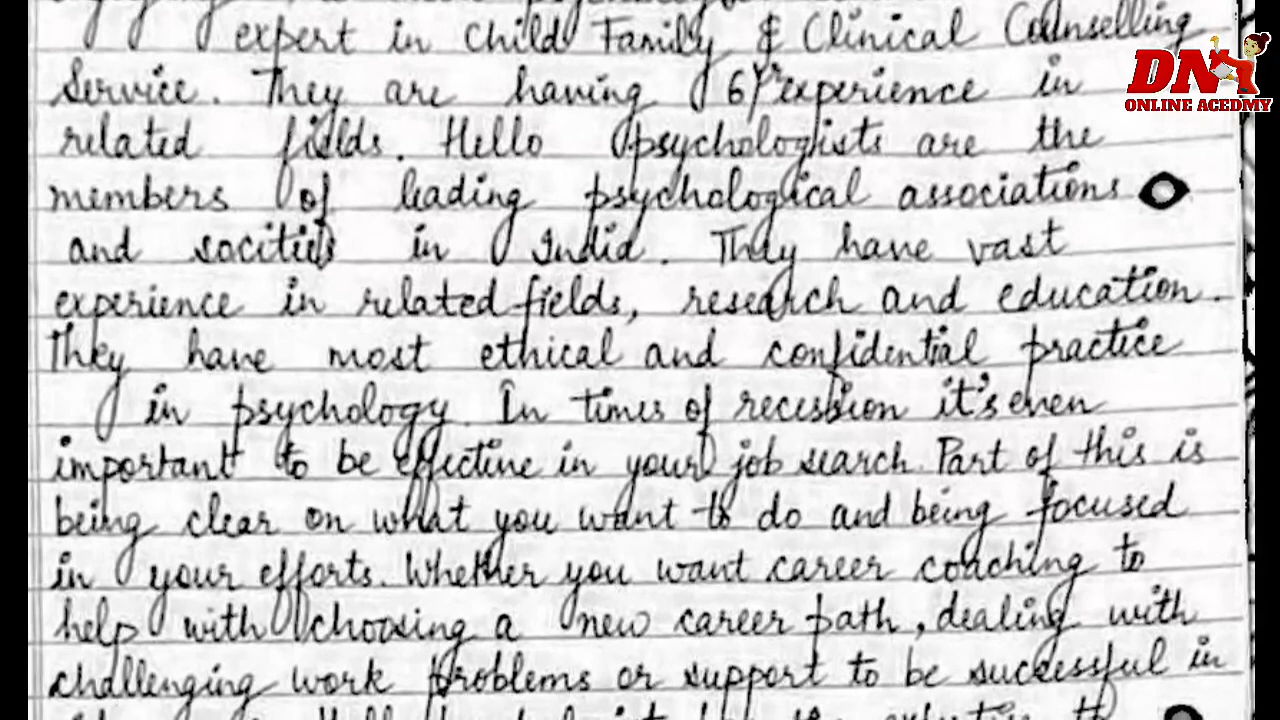 expert in Child Family & Clinical Counselling
Service. They are having 6yr experience in
related fields. Hello psychologists are the
members of leading psychological associations
and socities in India. They have vast
experience in related fields, research and education.
They have most ethical and confidential practice
in psychology. In times of recession it's even
important to be effective in your job search. Part of this is
being clear on what you want to do and being focused
in your efforts. Whether you want career coaching to
help with choosing a new career path, dealing with
challenging work problems or support to be successful in
DN
ONLINE ACEDMY